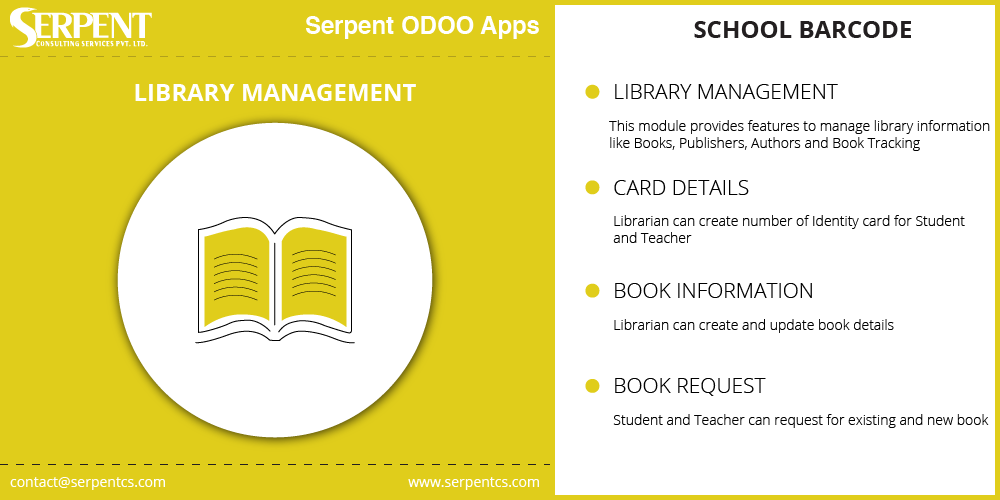 SERPENT
CONSULTING SERVICES PVT. LTD.
Serpent ODOO Apps
LIBRARY MANAGEMENT
contact@serpentcs.com
www.serpentcs.com
SCHOOL BARCODE
LIBRARY MANAGEMENT
This module provides features to manage library information
like Books, Publishers, Authors and Book Tracking
CARD DETAILS
Librarian can create number of Identity card for Student
and Teacher
BOOK INFORMATION
Librarian can create and update book details
BOOK REQUEST
Student and Teacher can request for existing and new book